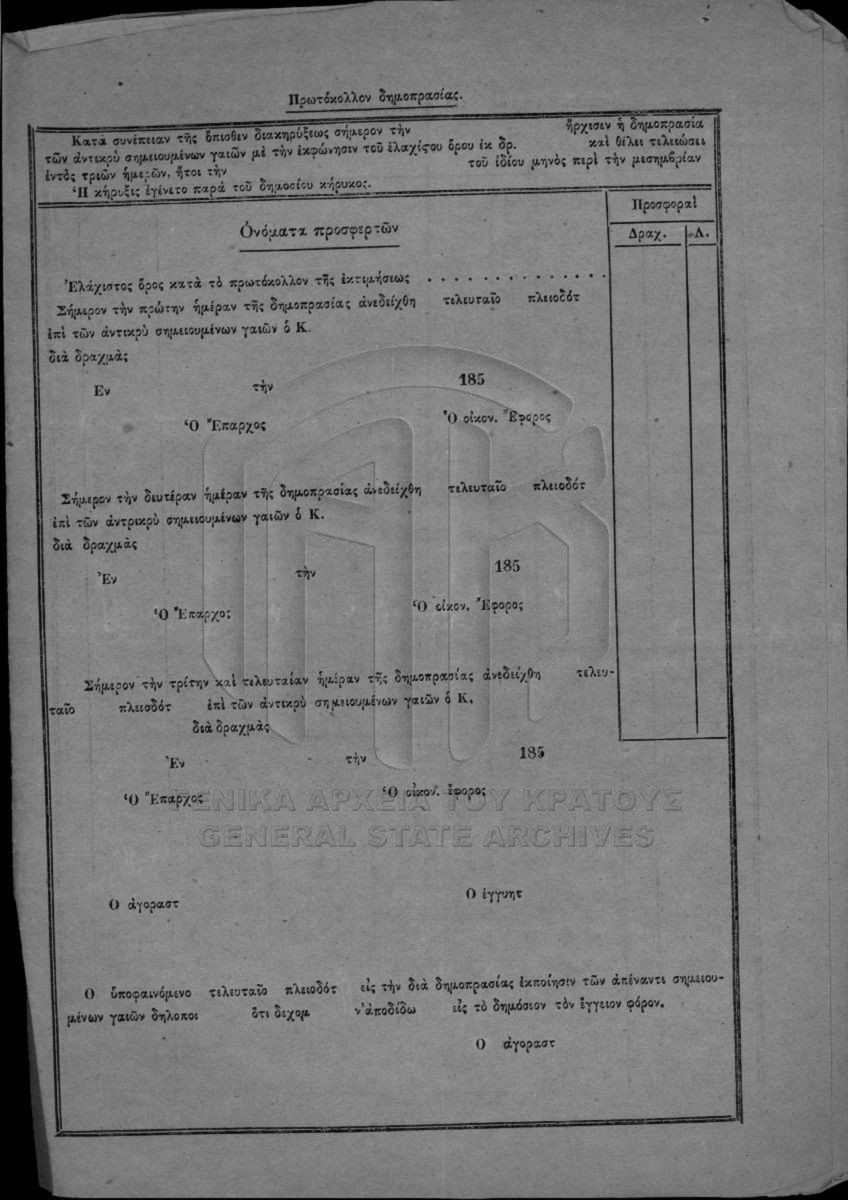 Πρωτόκολλον δημοπρασίας.
Κατὰ συνέπειαν τῆς ὄπισθεν διακηρύξεως σήμερον τὴν ἤρχισεν ἡ δημοπρασία
τῶν ἀντικρὺ σημειουμένων γαιῶν μὲ τὴν ἐκφώνησιν τοῦ ἐλαχίςου ὅρου ἐκ δρ. καὶ θέλει τελειώσει
ἐντὸς τριῶν ἡμερῶν, ἤτοι τὴν τοῦ ἰδίου μηνὸς περὶ τὴν μεσημβρίαν
Ἡ κήρυξις ἐγένετο παρὰ τοῦ δημοσίου κήρυκος.
Προσφοραὶ
Ὀνόματα προσφερτῶν
Δραχ. Λ.
Ἐλάχιστος ὅρος κατὰ τὸ πρωτόκολλον τῆς ἐκτιμήσεως . . . . . . . . . . . . . .
Σήμερον τὴν πρώτην ἡμέραν τῆς δημοπρασίας ἀνεδείχθη τελευταῖο πλειοδότ
ἐπὶ τῶν ἀντικρὺ σημειουμένων γαιῶν ὁ Κ.
διὰ δραχμὰς
Εν τὴν 185
Ὁ Ἔπαρχος Ὁ οἰκον. Ἔφορος
Σήμερον τὴν δευτέραν ἡμέραν τῆς δημοπρασίας ἀνεδείχθη τελευταῖο πλειοδότ
ἐπὶ τῶν ἀντρικρὺ σημειουμένων γαιῶν ὁ Κ.
διὰ δραχμὰς
Ἐν τὴν 185
Ὁ Ἔπαρχος Ὁ οἰκον. Ἔφορος
Σήμερον τὴν τρίτην καὶ τελευταίαν ἡμέραν τῆς δημοπρασίας ἀνεδείχθη τελευ-
ταῖο πλειοδότ ἐπὶ τῶν ἀντικρὺ σημειουμένων γαιῶν ὁ Κ.
διὰ δραχμὰς
Ἐν τὴν 185
Ὁ Ἔπαρχος Ὁ οἰκον. ἔφορος
ΓΕΝΙΚΑ ΑΡΧΕΙΑ ΤΟΥ ΚΡΑΤΟΥΣ
GENERAL STATE ARCHIVES
Ο ἀγοραστ Ο ἐγγυητ
Ο ὑποφαινόμενο τελευταῖο πλειοδότ εἰς τὴν διὰ δημοπρασίας ἐκποίησιν τῶν ἀπέναντι σημειου-
μένων γαιῶν δηλοποι ὅτι δεχομ ν'ἀποδίδω εἰς τὸ δημόσιον τὸν ἔγγειον φόρον.
Ο ἀγοραστ